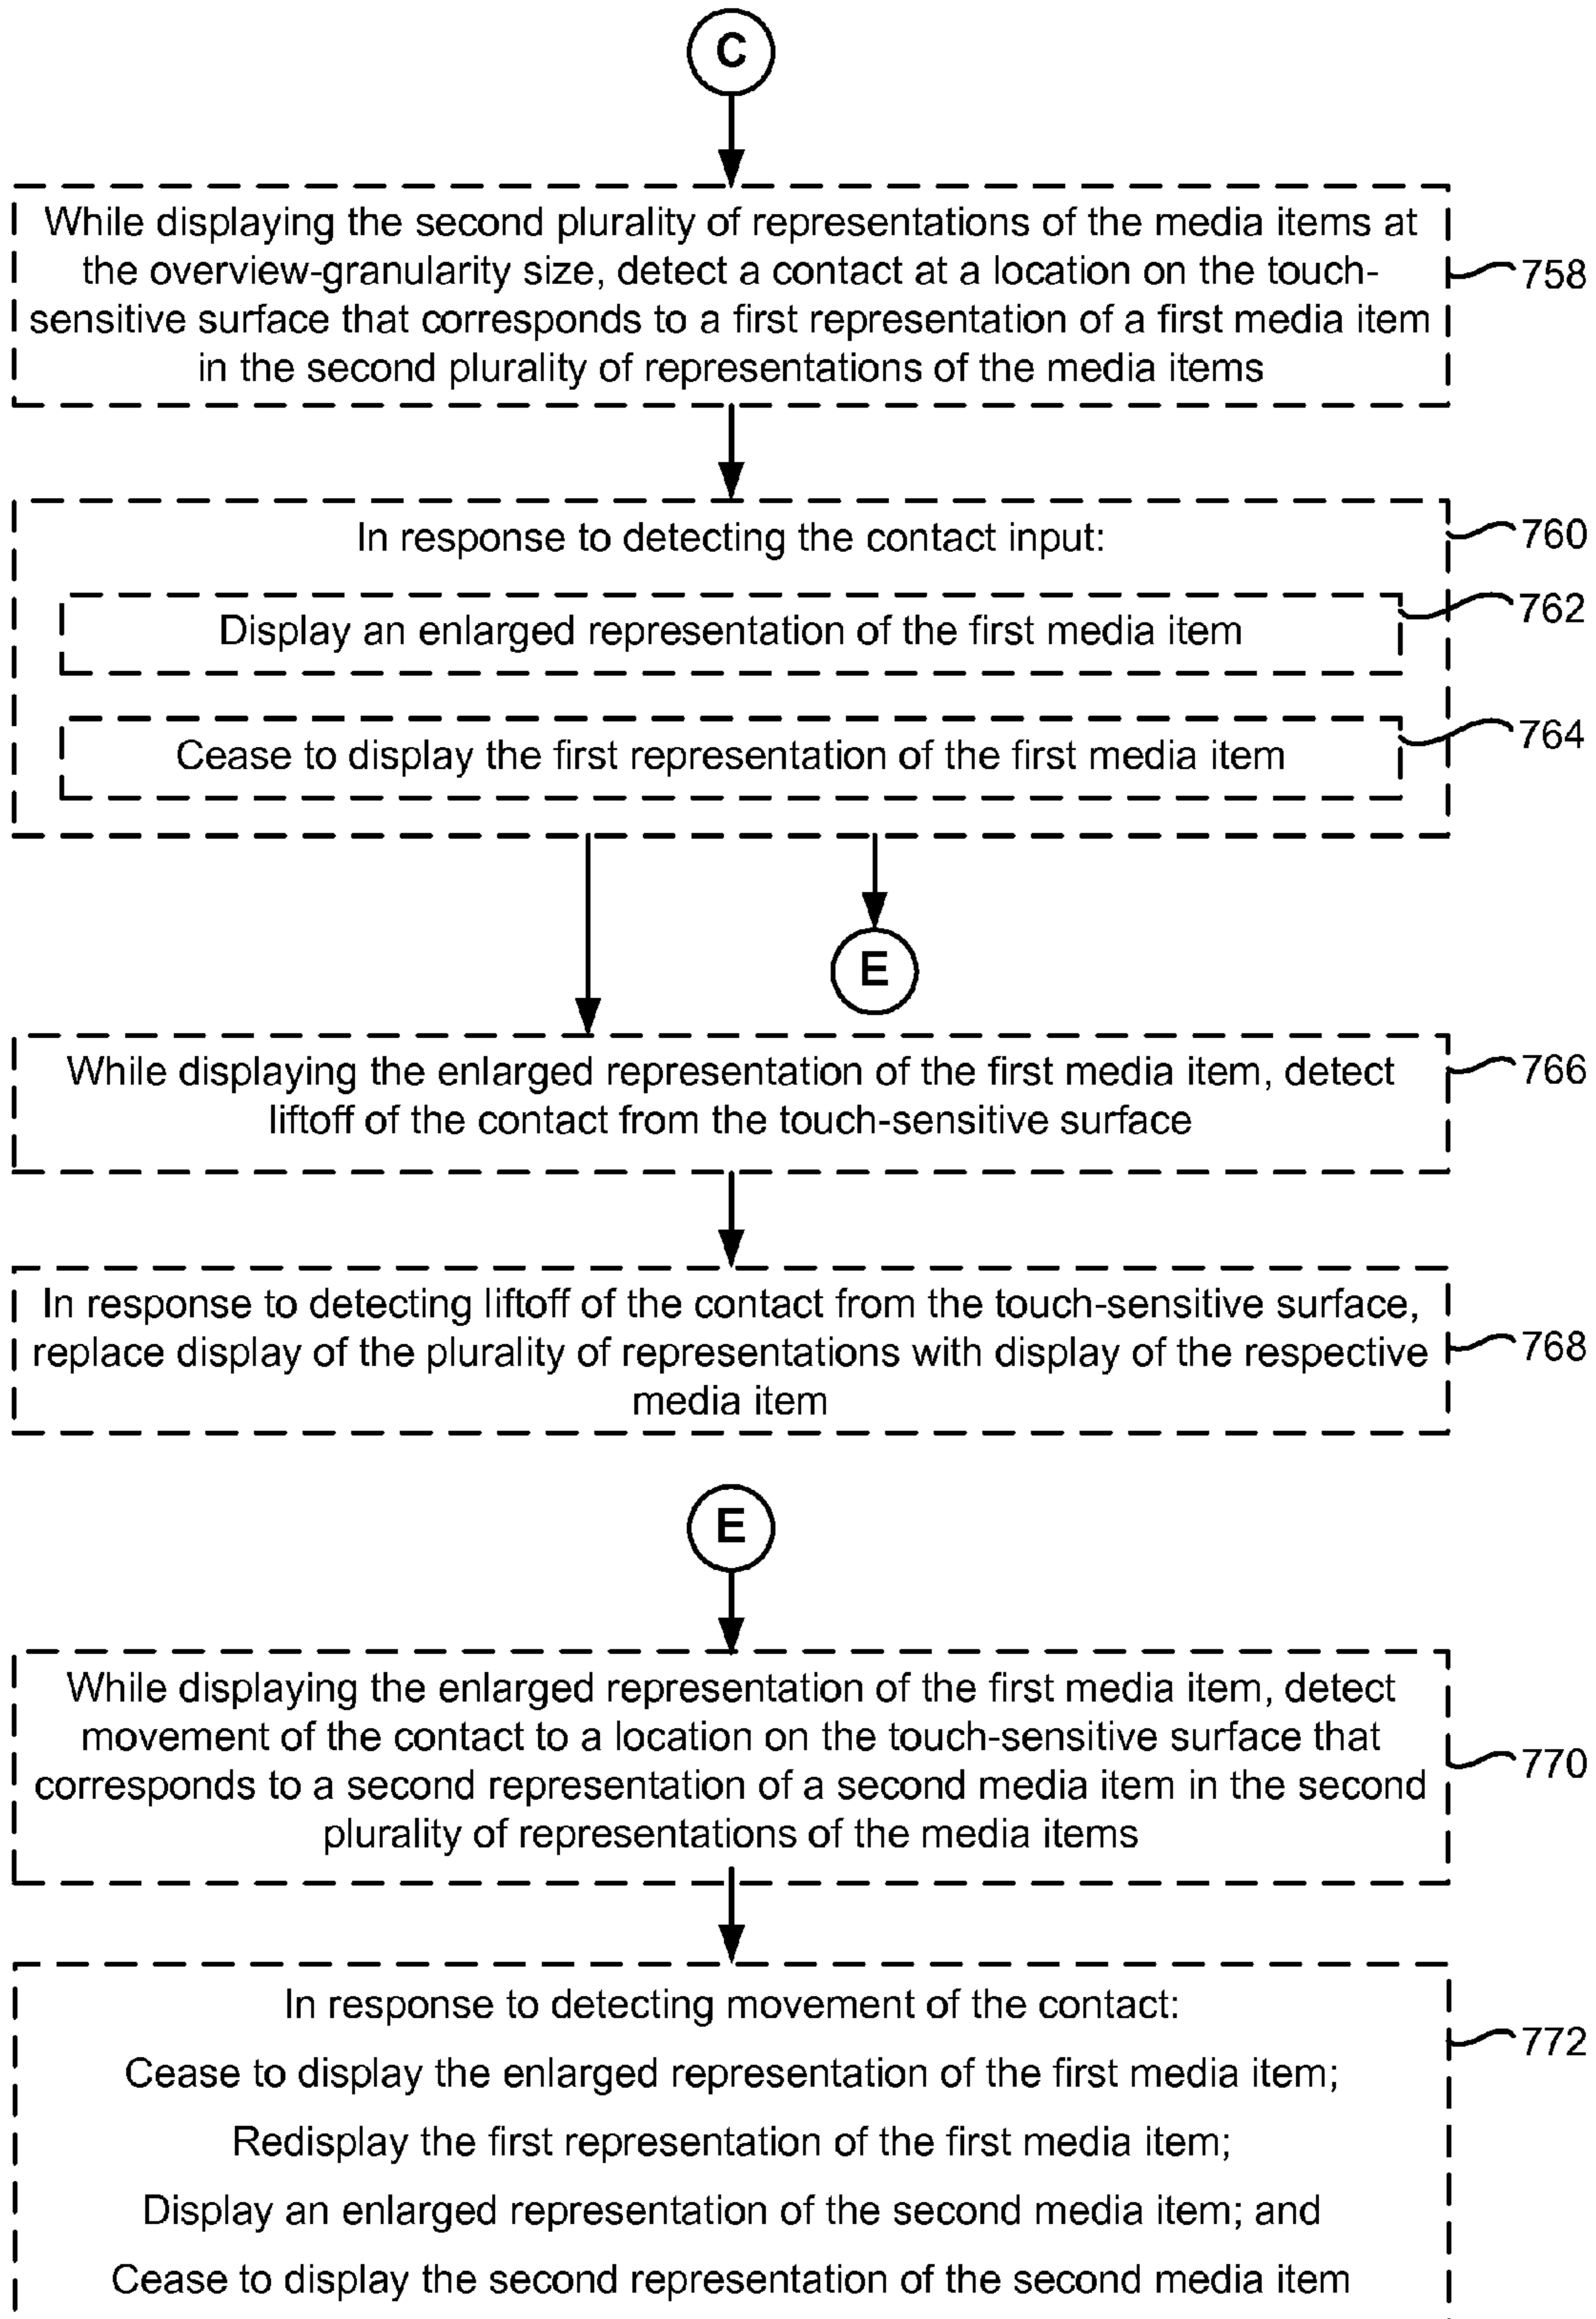 C
While displaying the second plurality of representations of the media items at
the overview-granularity size, detect a contact at a location on the touch-
sensitive surface that corresponds to a first representation of a first media item
in the second plurality of representations of the media items
758
In response to detecting the contact input:
760
Display an enlarged representation of the first media item
762
Cease to display the first representation of the first media item
764
E
While displaying the enlarged representation of the first media item, detect
liftoff of the contact from the touch-sensitive surface
766
In response to detecting liftoff of the contact from the touch-sensitive surface,
replace display of the plurality of representations with display of the respective
media item
768
E
While displaying the enlarged representation of the first media item, detect
movement of the contact to a location on the touch-sensitive surface that
corresponds to a second representation of a second media item in the second
plurality of representations of the media items
770
In response to detecting movement of the contact:
Cease to display the enlarged representation of the first media item;
Redisplay the first representation of the first media item;
Display an enlarged representation of the second media item; and
Cease to display the second representation of the second media item
772